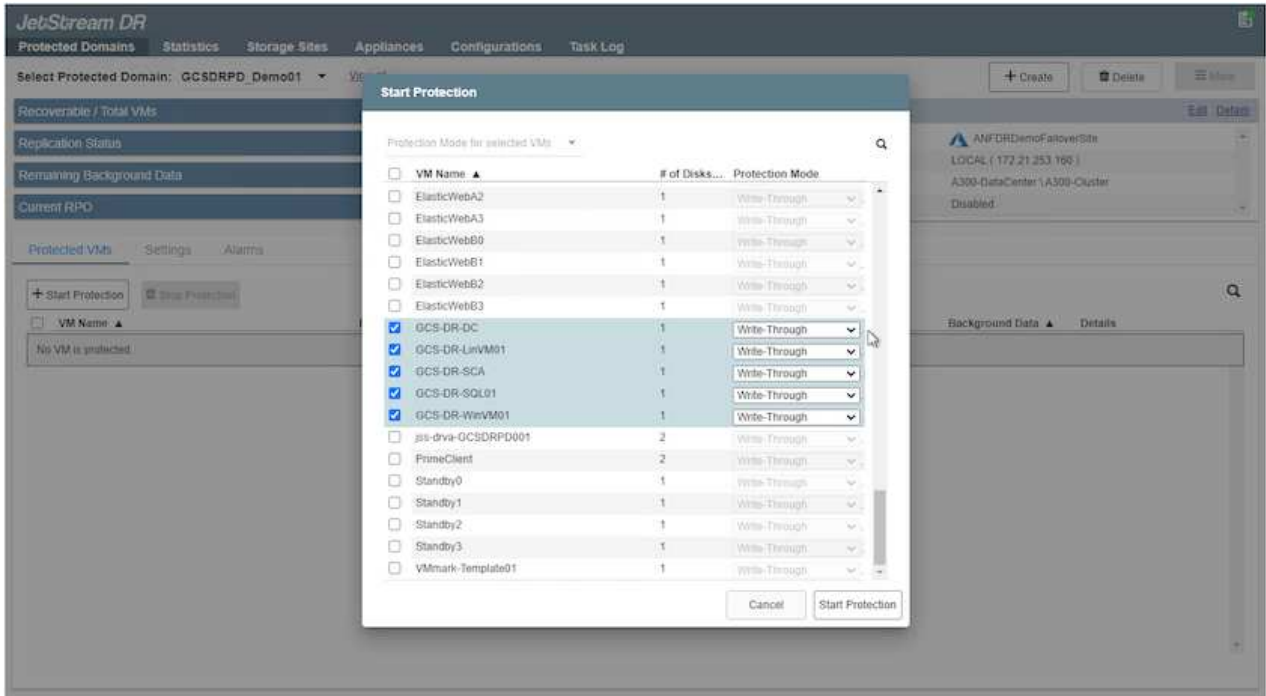 JetStream DR
Protected Domains Statistics Storage Sites Appliances Configurations Task Log
Select Protected Domain: GCSDRPD_Demo01 + Create Delete More
Start Protection
Recoverable / Total VMs Edit Details
Replication Status ANFDRDemoFailoverSite
Remaining Background Data LOCAL ( 172.21.253.160 )
A300-DataCenter \ A300-Cluster
Current RPO Disabled
Protected VMs Settings Alarms
+ Start Protection Stop Protection
VM Name ▲ Background Data ▲ Details
No VM is protected.
Protection Mode for selected VMs
VM Name ▲ # of Disks... Protection Mode
ElasticWebA2 1 Write-Through
ElasticWebA3 1 Write-Through
ElasticWebB0 1 Write-Through
ElasticWebB1 1 Write-Through
ElasticWebB2 1 Write-Through
ElasticWebB3 1 Write-Through
GCS-DR-DC 1 Write-Through
GCS-DR-LinVM01 1 Write-Through
GCS-DR-SCA 1 Write-Through
GCS-DR-SQL01 1 Write-Through
GCS-DR-WinVM01 1 Write-Through
jss-drva-GCSDRPD001 2 Write-Through
PrimeClient 2 Write-Through
Standby0 1 Write-Through
Standby1 1 Write-Through
Standby2 1 Write-Through
Standby3 1 Write-Through
VMmark-Template01 1 Write-Through
Cancel Start Protection